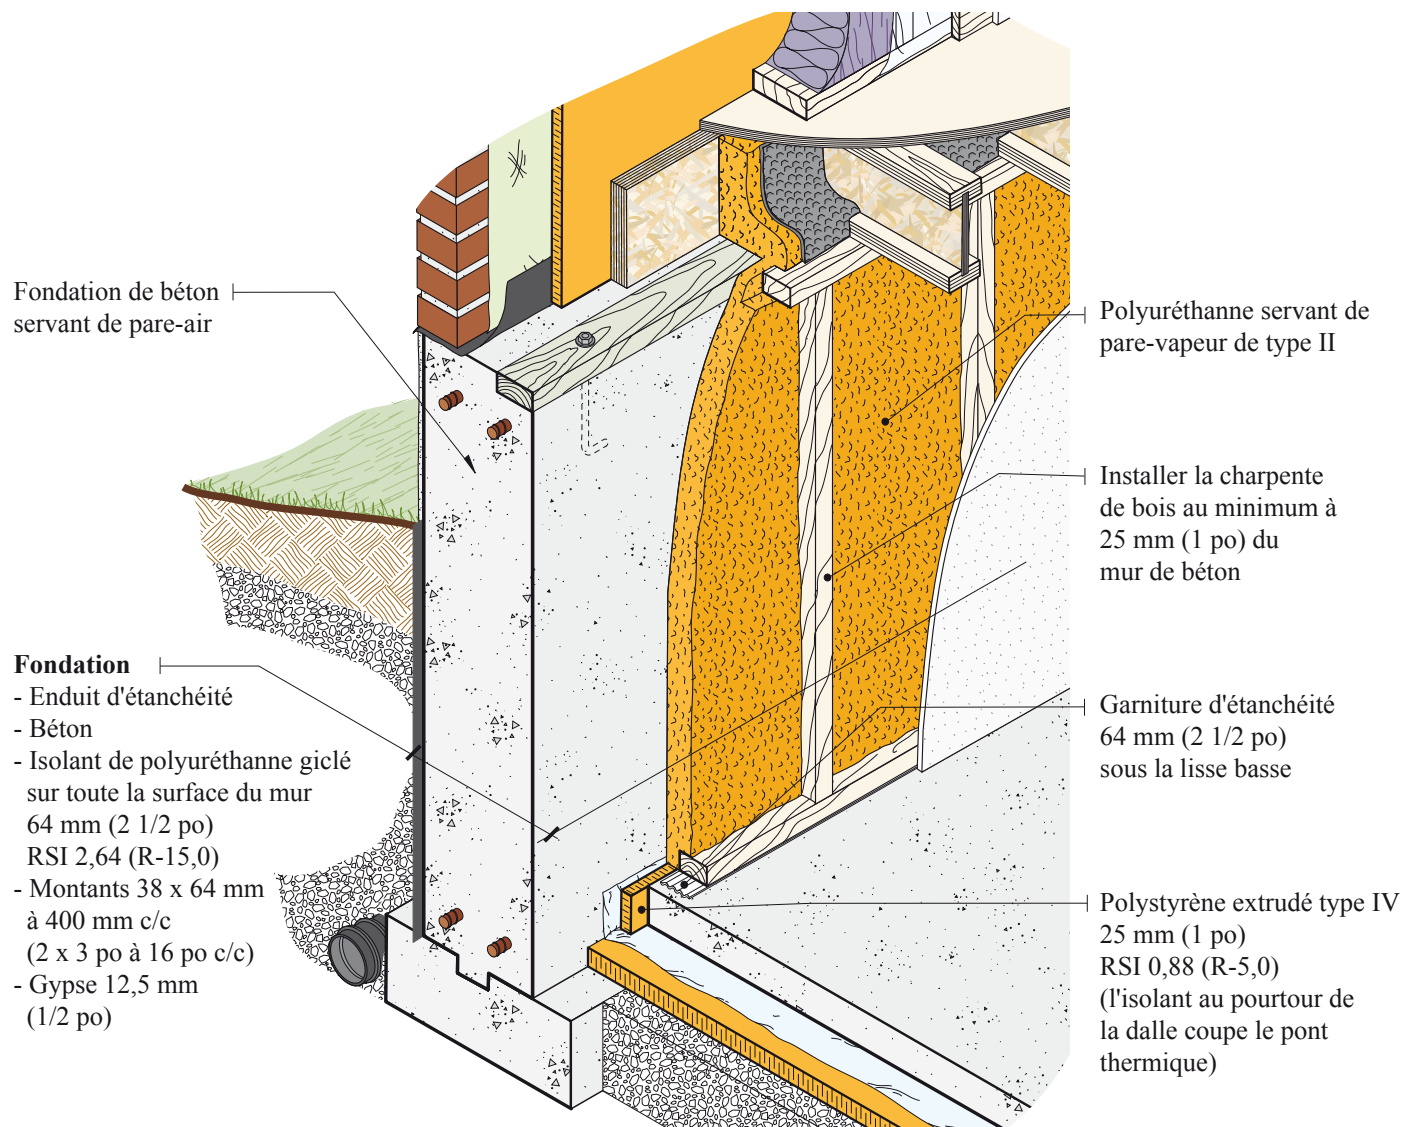 Fondation de béton
servant de pare-air
Fondation
- Enduit d'étanchéité
- Béton
- Isolant de polyuréthanne giclé
sur toute la surface du mur
64 mm (2 1/2 po)
RSI 2,64 (R-15,0)
- Montants 38 x 64 mm
à 400 mm c/c
(2 x 3 po à 16 po c/c)
- Gypse 12,5 mm
(1/2 po)
Polyuréthanne servant de
pare-vapeur de type II
Installer la charpente
de bois au minimum à
25 mm (1 po) du
mur de béton
Garniture d'étanchéité
64 mm (2 1/2 po)
sous la lisse basse
Polystyrène extrudé type IV
25 mm (1 po)
RSI 0,88 (R-5,0)
(l'isolant au pourtour de
la dalle coupe le pont
thermique)